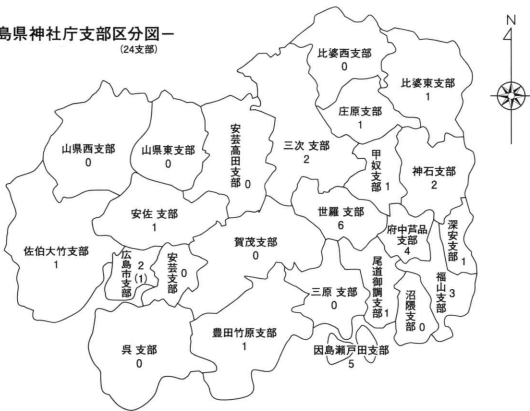 島県神社庁支部区分図ー
(24支部)
N
比婆西支部
0
比婆東支部
1
庄原支部
1
山県西支部
0
山県東支部
0
安芸高田支部
0
三次 支部
2
甲奴支部
1
神石支部
2
安佐 支部
1
世羅 支部
6
府中芦品
支部
4
深安支部
1
佐伯大竹支部
1
広島市支部
2
(1)
安芸支部
0
賀茂支部
0
三原 支部
0
尾道御調支部
1
沼隈支部
0
福山支部
3
呉 支部
0
豊田竹原支部
1
因島瀬戸田支部
5